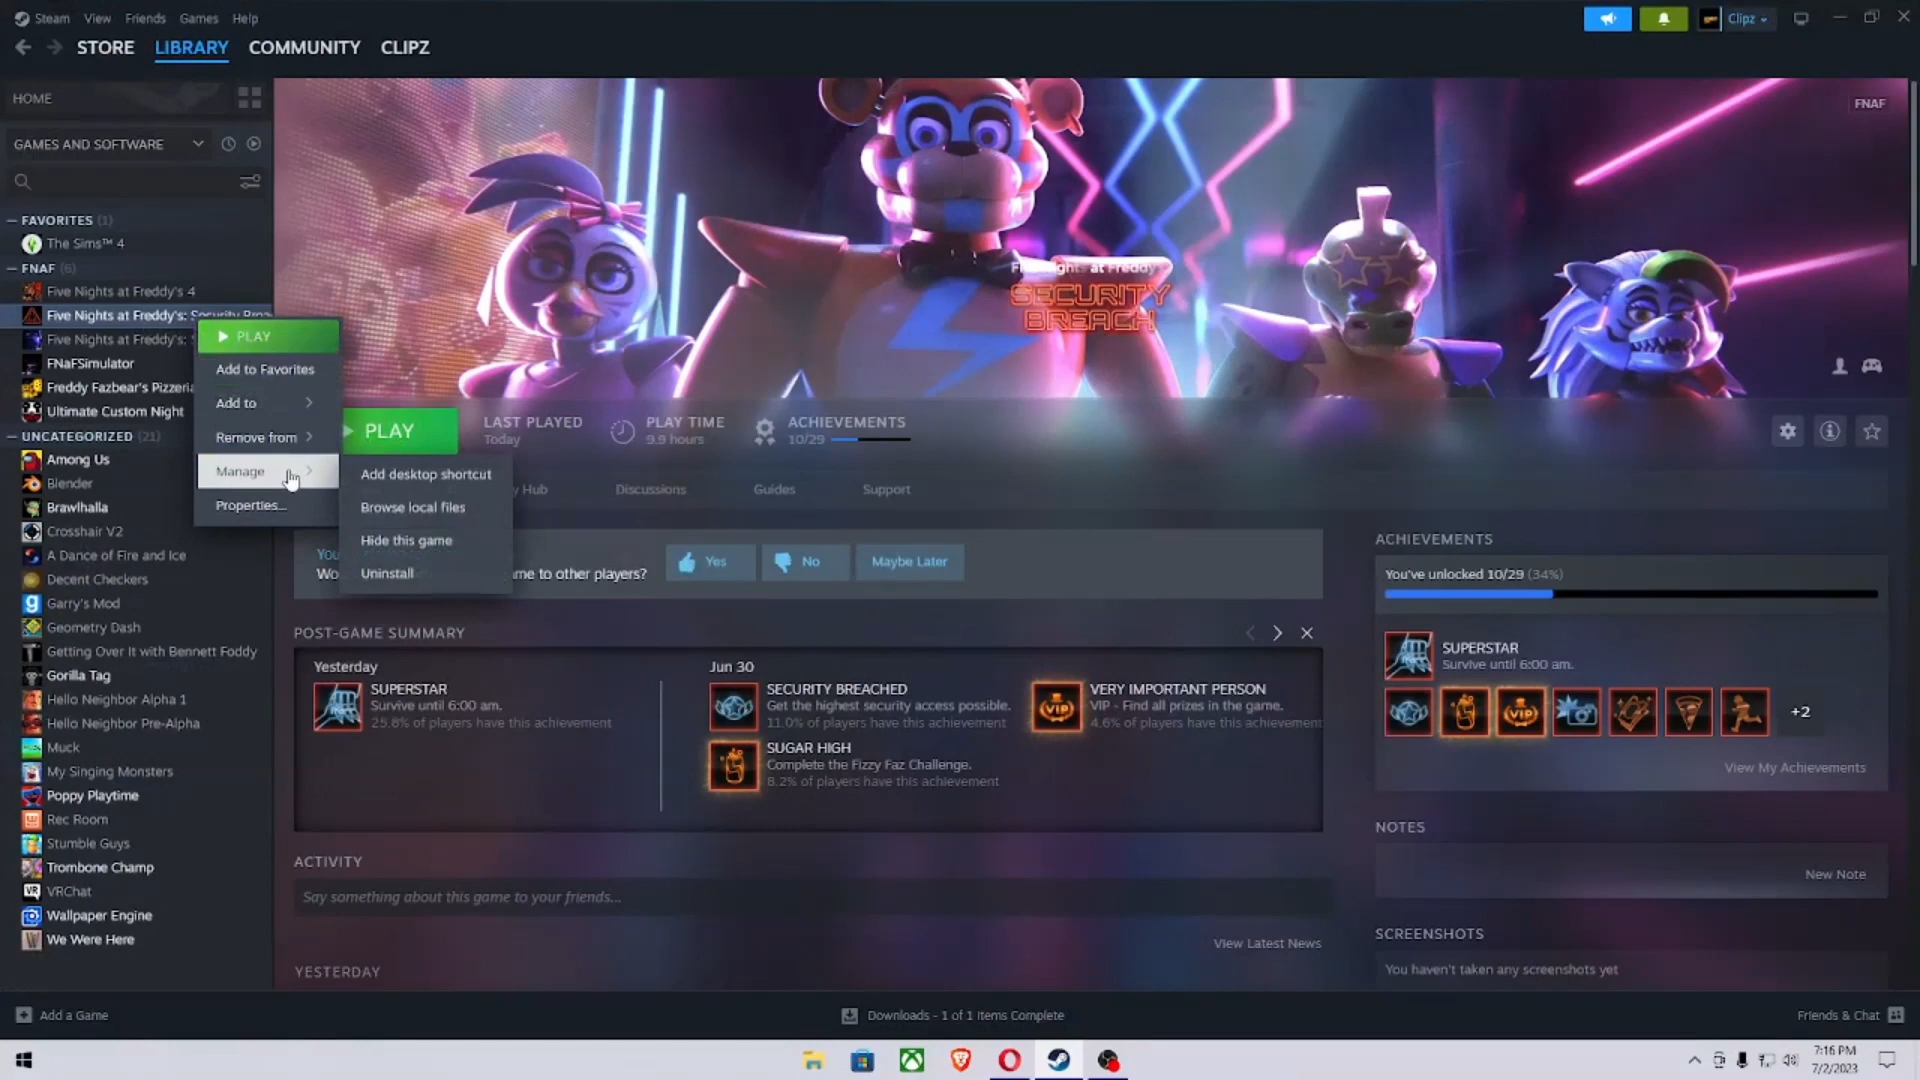 Steam View Friends Games Help
Clipz
STORE LIBRARY COMMUNITY CLIPZ
HOME
GAMES AND SOFTWARE
FAVORITES (1)
The Sims™ 4
FNAF (6)
Five Nights at Freddy's 4
Five Nights at Freddy's: Security Brea
Five Nights at Freddy's:
FNaFSimulator
Freddy Fazbear's Pizzeria
Ultimate Custom Night
UNCATEGORIZED (21)
Among Us
Blender
Brawlhalla
Crosshair V2
A Dance of Fire and Ice
Decent Checkers
Garry's Mod
Geometry Dash
Getting Over It with Bennett Foddy
Gorilla Tag
Hello Neighbor Alpha 1
Hello Neighbor Pre-Alpha
Muck
My Singing Monsters
Poppy Playtime
Rec Room
Stumble Guys
Trombone Champ
VRChat
Wallpaper Engine
We Were Here
PLAY
Add to Favorites
Add to
Remove from
Manage
Properties...
Add desktop shortcut
Browse local files
Hide this game
Uninstall
FNAF
at Freddy's
SECURITY
BREACH
PLAY
LAST PLAYED
Today
PLAY TIME
9.9 hours
ACHIEVEMENTS
10/29
y Hub Discussions Guides Support
You
Wo
me to other players?
Yes No Maybe Later
POST-GAME SUMMARY
Yesterday
SUPERSTAR
Survive until 6:00 am.
25.8% of players have this achievement
Jun 30
SECURITY BREACHED
Get the highest security access possible.
11.0% of players have this achievement
VIP
VERY IMPORTANT PERSON
VIP - Find all prizes in the game.
4.6% of players have this achievement
SUGAR HIGH
Complete the Fizzy Faz Challenge.
8.2% of players have this achievement
ACTIVITY
Say something about this game to your friends...
View Latest News
YESTERDAY
ACHIEVEMENTS
You've unlocked 10/29 (34%)
SUPERSTAR
Survive until 6:00 am.
VIP
+2
View My Achievements
NOTES
New Note
SCREENSHOTS
You haven't taken any screenshots yet
Add a Game
Downloads - 1 of 1 Items Complete
Friends & Chat
7:16 PM
7/2/2023